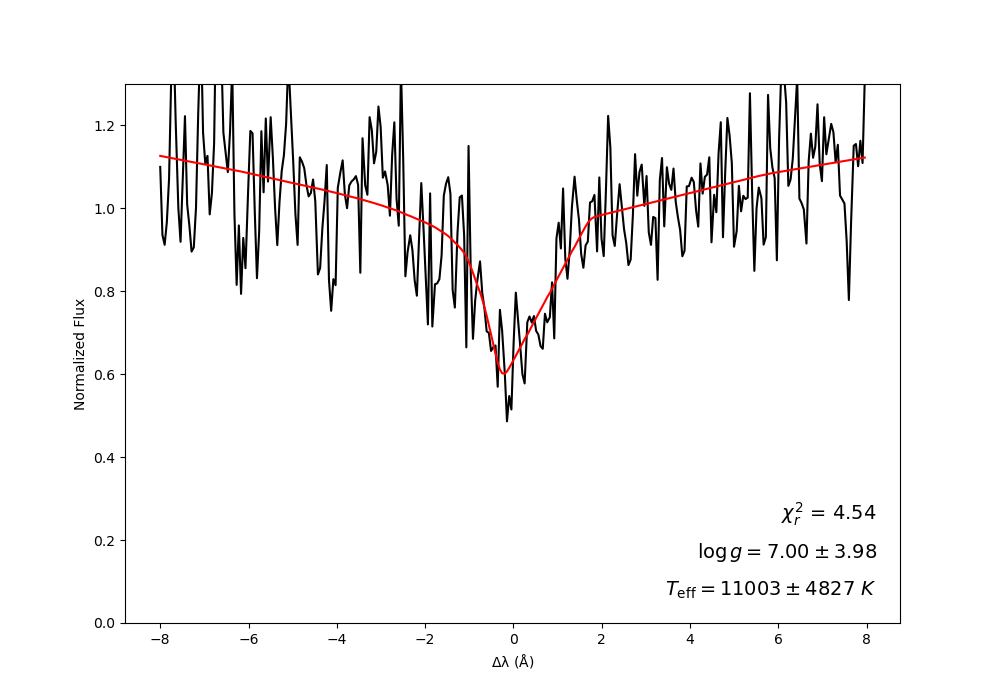 1.2
1.0
0.8
0.6
0.4
0.2
0.0
Normalized Flux
χ²ᵣ = 4.54
log g = 7.00 ± 3.98
T_eff = 11003 ± 4827 K
−8 −6 −4 −2 0 2 4 6 8
Δλ (Å)